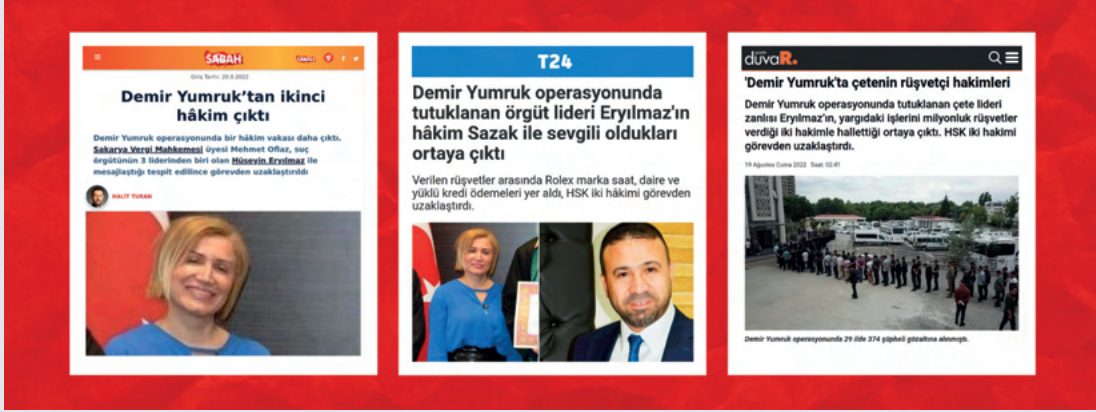 SABAH
Giriş Tarihi: 20.8.2022
Demir Yumruk’tan ikinci
hâkim çıktı
Demir Yumruk operasyonunda bir hâkim vakası daha çıktı.
Sakarya Vergi Mahkemesi üyesi Mehmet Oflaz, suç
örgütünün 3 liderinden biri olan Hüseyin Eryılmaz ile
mesajlaştığı tespit edilince görevden uzaklaştırıldı
HALİT TURAN
T24
Demir Yumruk operasyonunda
tutuklanan örgüt lideri Eryılmaz'ın
hâkim Sazak ile sevgili oldukları
ortaya çıktı
Verilen rüşvetler arasında Rolex marka saat, daire ve
yüklü kredi ödemeleri yer aldı, HSK iki hâkimi görevden
uzaklaştırdı.
gazete
duvaR.
'Demir Yumruk'ta çetenin rüşvetçi hakimleri
Demir Yumruk operasyonunda tutuklanan çete lideri
zanlısı Eryılmaz'ın, yargıdaki işlerini milyonluk rüşvetler
verdiği iki hakimle hallettiği ortaya çıktı. HSK iki hakimi
görevden uzaklaştırdı.
19 Ağustos Cuma 2022 Saat: 02:41
Demir Yumruk operasyonunda 29 ilde 374 şüpheli gözaltına alınmıştı.